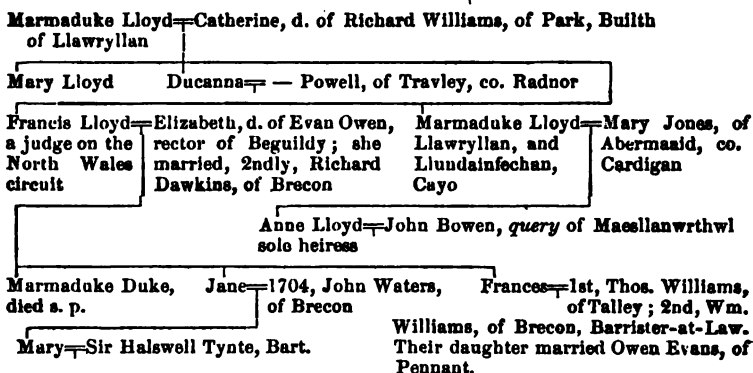 Marmaduke Lloyd=Catherine, d. of Richard Williams, of Park, Builth
of Llawryllan
Mary Lloyd Ducanna= — Powell, of Travley, co. Radnor
Francis Lloyd=Elizabeth, d. of Evan Owen,
a judge on the rector of Beguildy; she
North Wales married, 2ndly, Richard
circuit Dawkins, of Brecon
Marmaduke Lloyd=Mary Jones, of
Llawryllan, and Abermaaid, co.
Llundainfechan, Cardigan
Cayo
Anne Lloyd=John Bowen, query of Maesllanwrthwl
sole heiress
Marmaduke Duke,
died s. p.
Jane=1704, John Waters,
of Brecon
Frances=1st, Thos. Williams,
of Talley; 2nd, Wm.
Williams, of Brecon, Barrister-at-Law.
Their daughter married Owen Evans, of
Pennant.
Mary=Sir Halswell Tynte, Bart.